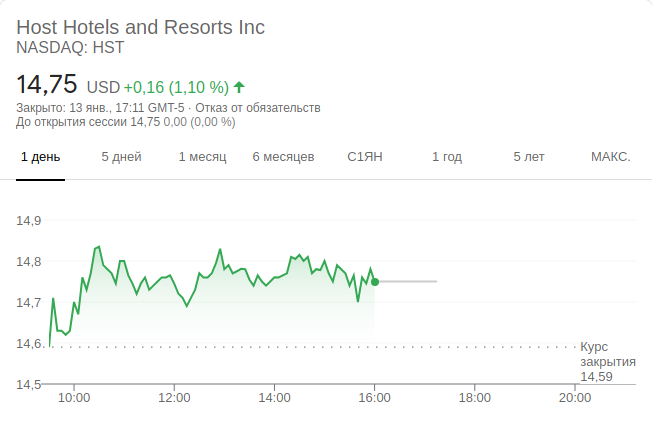 Host Hotels and Resorts Inc
NASDAQ: HST
14,75 USD +0,16 (1,10 %)
Закрыто: 13 янв., 17:11 GMT-5 · Отказ от обязательств
До открытия сессии 14,75 0,00 (0,00 %)
1 день 5 дней 1 месяц 6 месяцев С1ЯН 1 год 5 лет МАКС.
14,9
14,8
14,7
14,6
Курс
закрытия
14,59
14,5
10:00 12:00 14:00 16:00 18:00 20:00